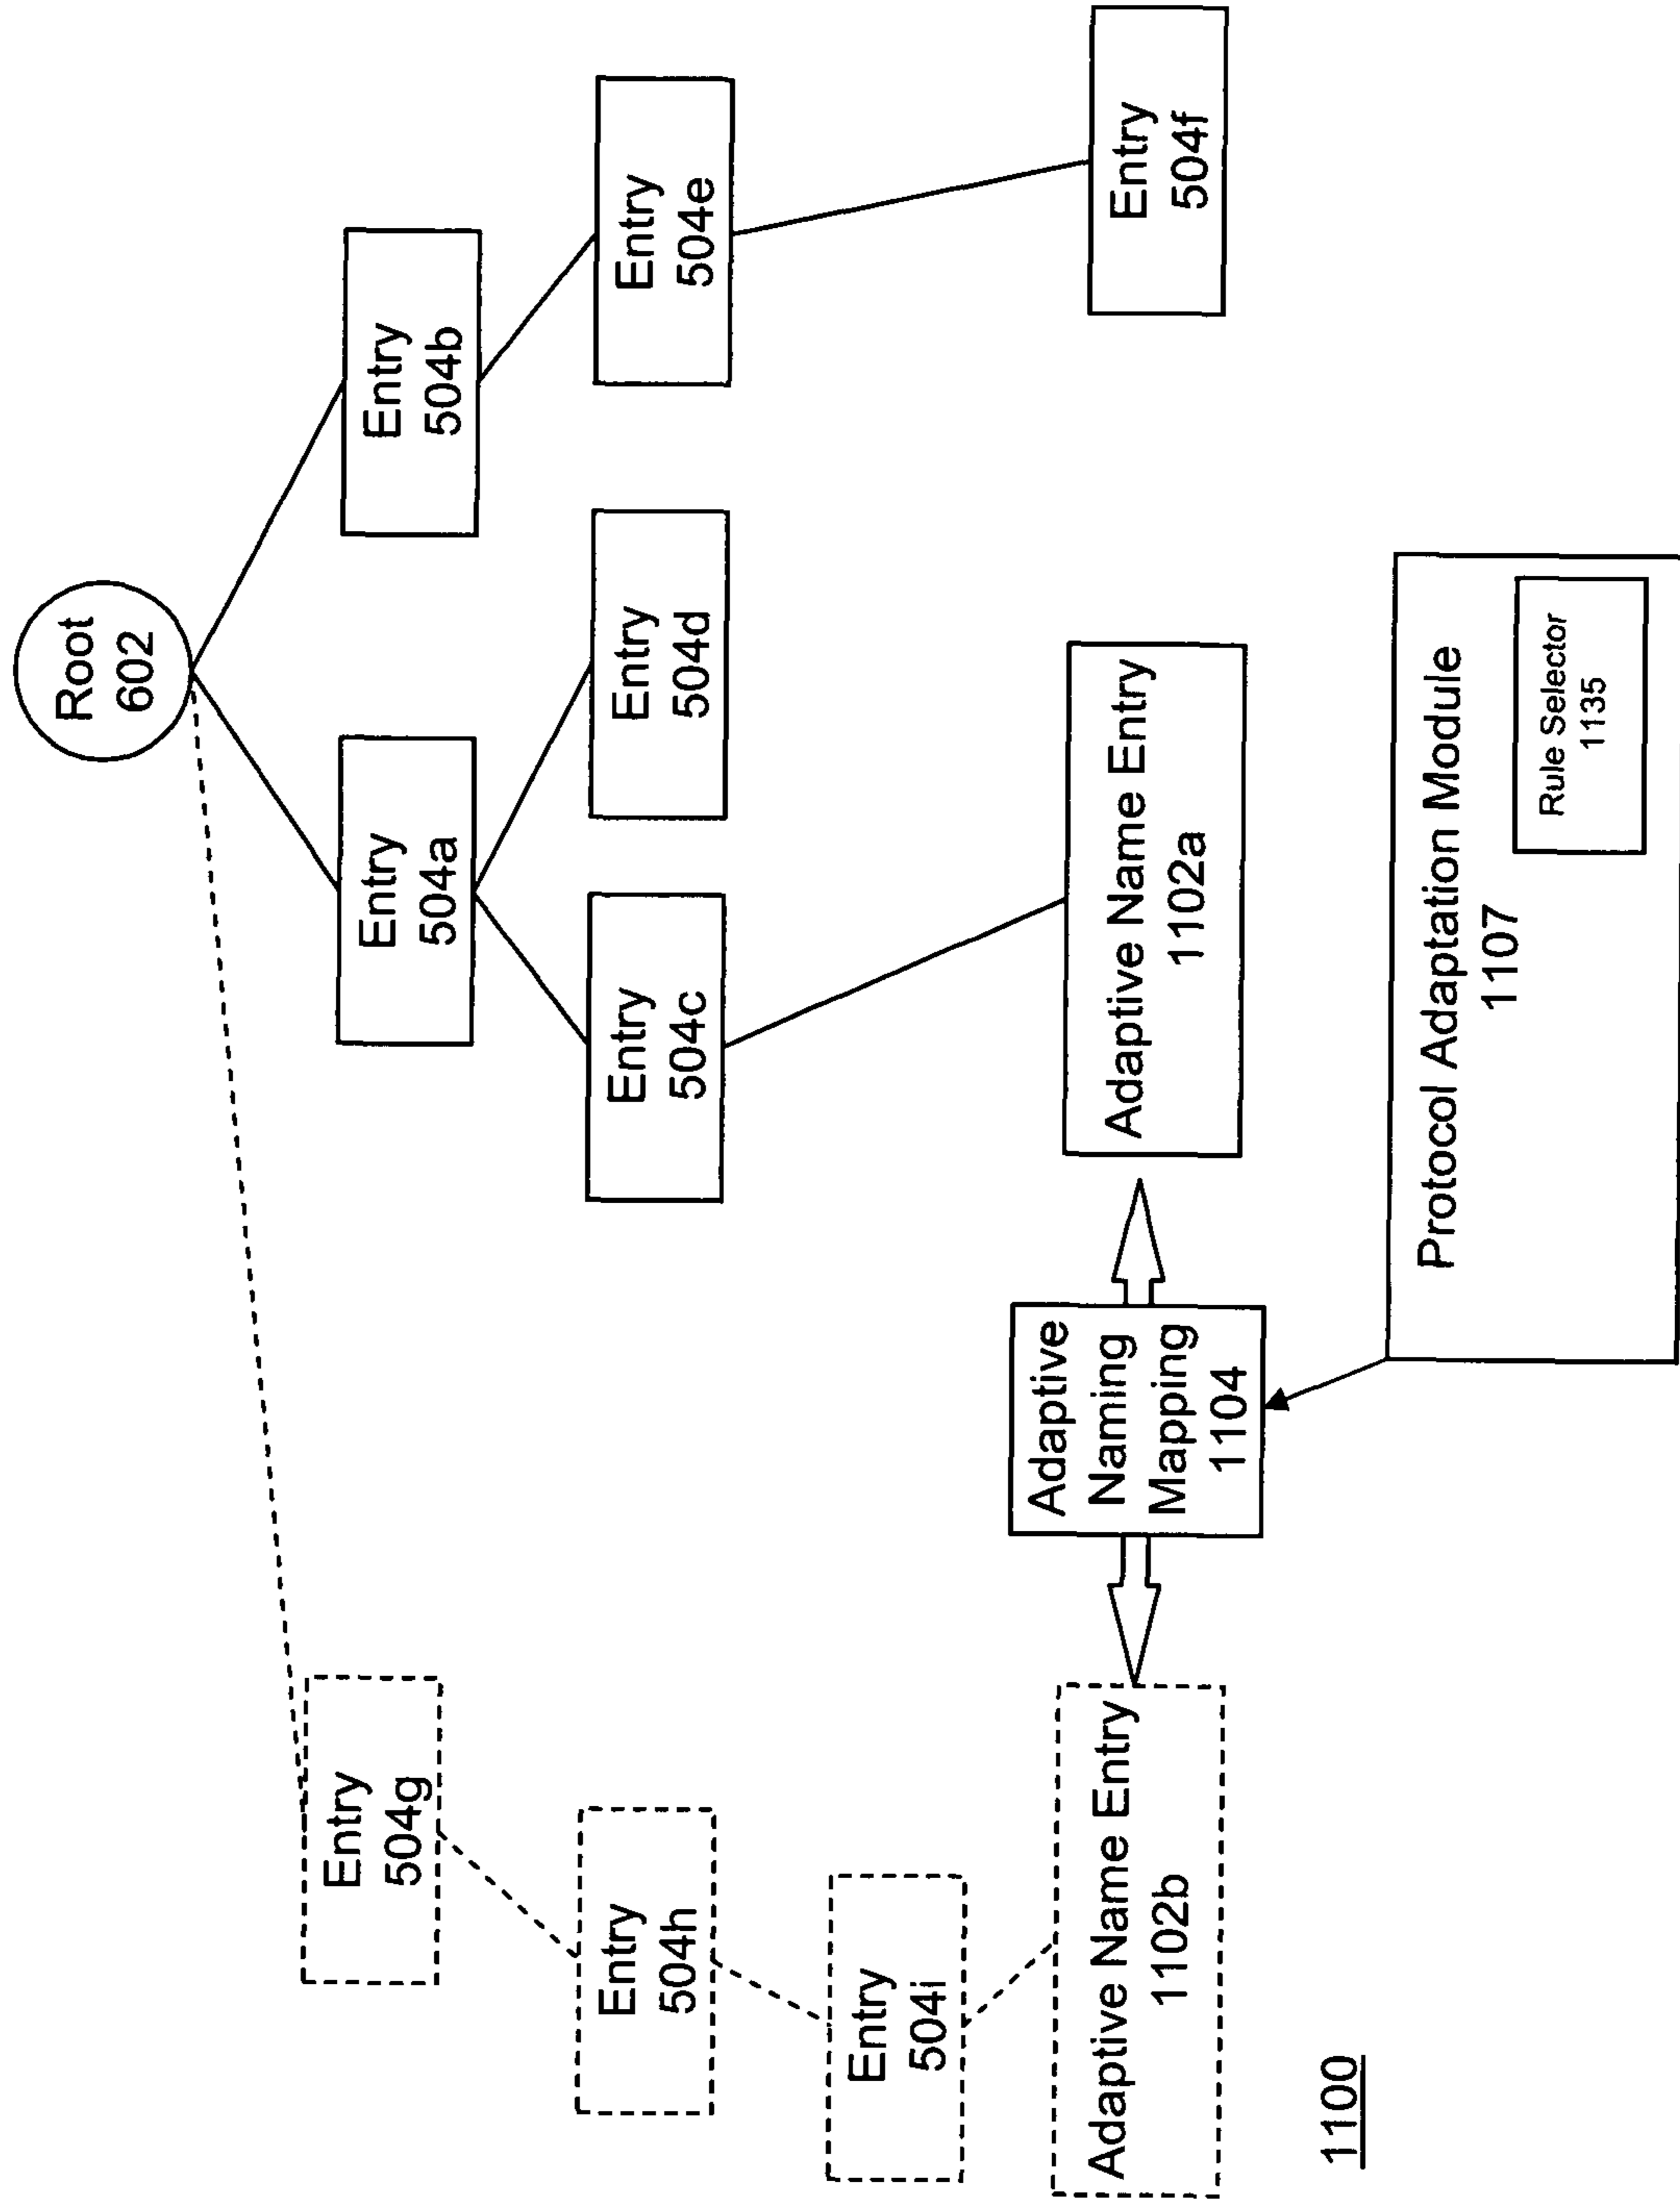 Root
602
Entry
504g
Entry
504a
Entry
504b
Entry
504h
Entry
504c
Entry
504d
Entry
504e
Entry
504i
Adaptive Name Entry
1102b
Adaptive
Naming
Mapping
1104
Adaptive Name Entry
1102a
Entry
504f
Protocol Adaptation Module
1107
Rule Selector
1135
1100